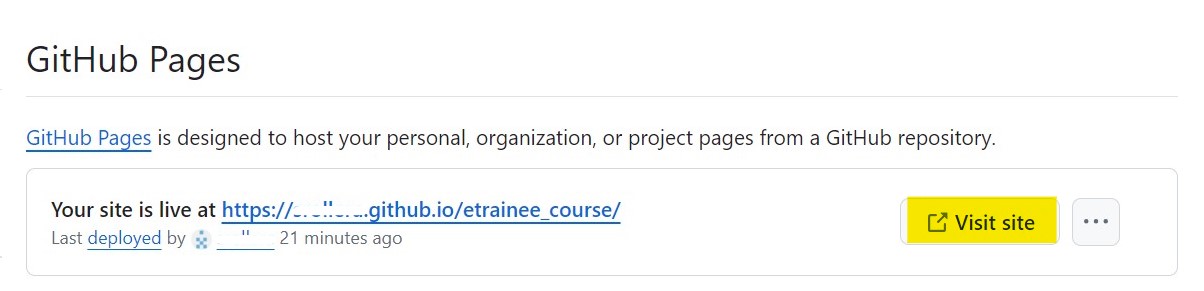 GitHub Pages
GitHub Pages is designed to host your personal, organization, or project pages from a GitHub repository.
Your site is live at https://.github.io/etrainee_course/
Last deployed by 21 minutes ago
Visit site